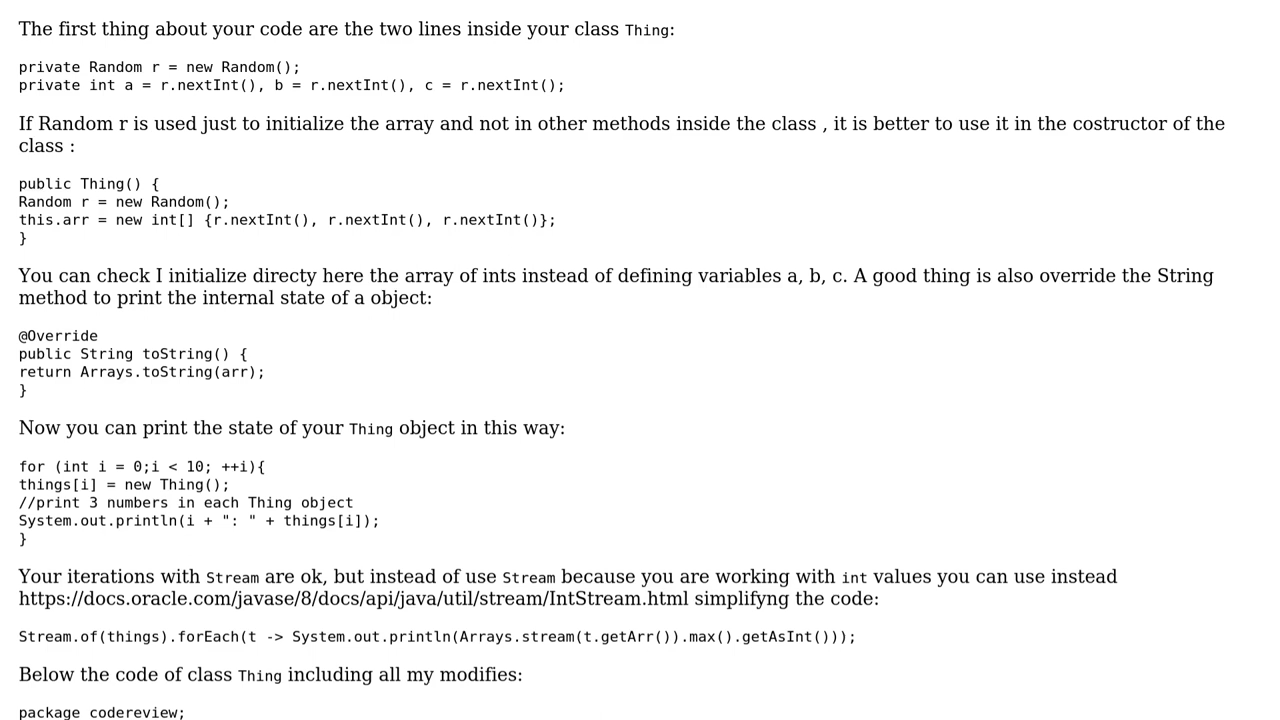 The first thing about your code are the two lines inside your class Thing:
private Random r = new Random();
private int a = r.nextInt(), b = r.nextInt(), c = r.nextInt();
If Random r is used just to initialize the array and not in other methods inside the class , it is better to use it in the costructor of the
class :
public Thing() {
Random r = new Random();
this.arr = new int[] {r.nextInt(), r.nextInt(), r.nextInt()};
}
You can check I initialize directy here the array of ints instead of defining variables a, b, c. A good thing is also override the String
method to print the internal state of a object:
@Override
public String toString() {
return Arrays.toString(arr);
}
Now you can print the state of your Thing object in this way:
for (int i = 0;i < 10; ++i){
things[i] = new Thing();
//print 3 numbers in each Thing object
System.out.println(i + ": " + things[i]);
}
Your iterations with Stream are ok, but instead of use Stream because you are working with int values you can use instead
https://docs.oracle.com/javase/8/docs/api/java/util/stream/IntStream.html simplifyng the code:
Stream.of(things).forEach(t -> System.out.println(Arrays.stream(t.getArr()).max().getAsInt()));
Below the code of class Thing including all my modifies:
package codereview;